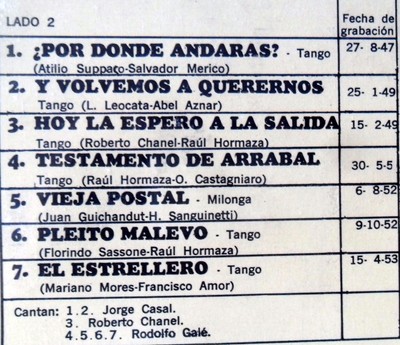 LADO 2
Fecha de
grabación
1. ¿POR DONDE ANDARAS? - Tango 27- 8-47
(Atilio Suppaço-Salvador Merico)
2. Y VOLVEMOS A QUERERNOS 25- 1-49
Tango (L. Leocata-Abel Aznar)
3. HOY LA ESPERO A LA SALIDA 15- 2-49
Tango (Roberto Chanel-Raúl Hormaza)
4. TESTAMENTO DE ARRABAL 30- 5-5
Tango (Raúl Hormaza-O. Castagniaro)
5. VIEJA POSTAL - Milonga 6- 8-52
(Juan Guichandut-H. Sanguinetti)
6. PLEITO MALEVO - Tango 9-10-52
(Florindo Sassone-Raúl Hormaza)
7. EL ESTRELLERO - Tango 15- 4-53
(Mariano Mores-Francisco Amor)
Cantan: 1.2. Jorge Casal.
3. Roberto Chanel.
4.5.6.7. Rodolfo Galé.